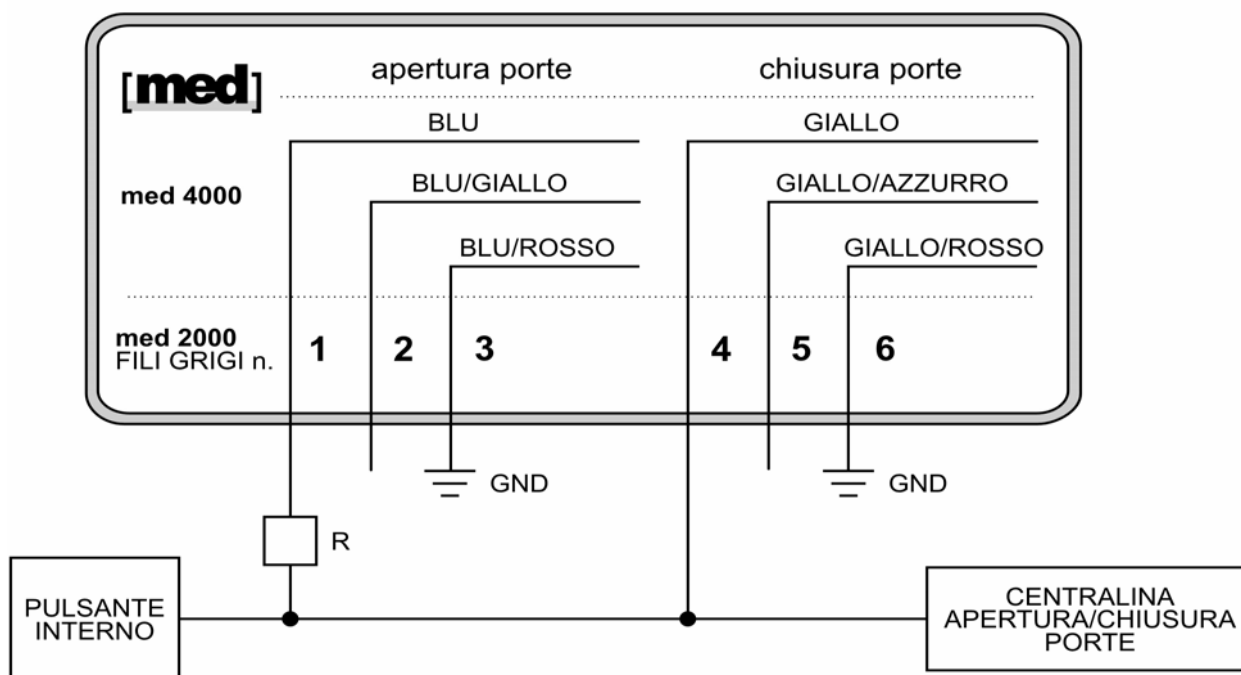 [med]
apertura porte
chiusura porte
BLU
GIALLO
med 4000
BLU/GIALLO
GIALLO/AZZURRO
BLU/ROSSO
GIALLO/ROSSO
med 2000
FILI GRIGI n.
1
2
3
4
5
6
GND
GND
R
PULSANTE
INTERNO
CENTRALINA
APERTURA/CHIUSURA
PORTE